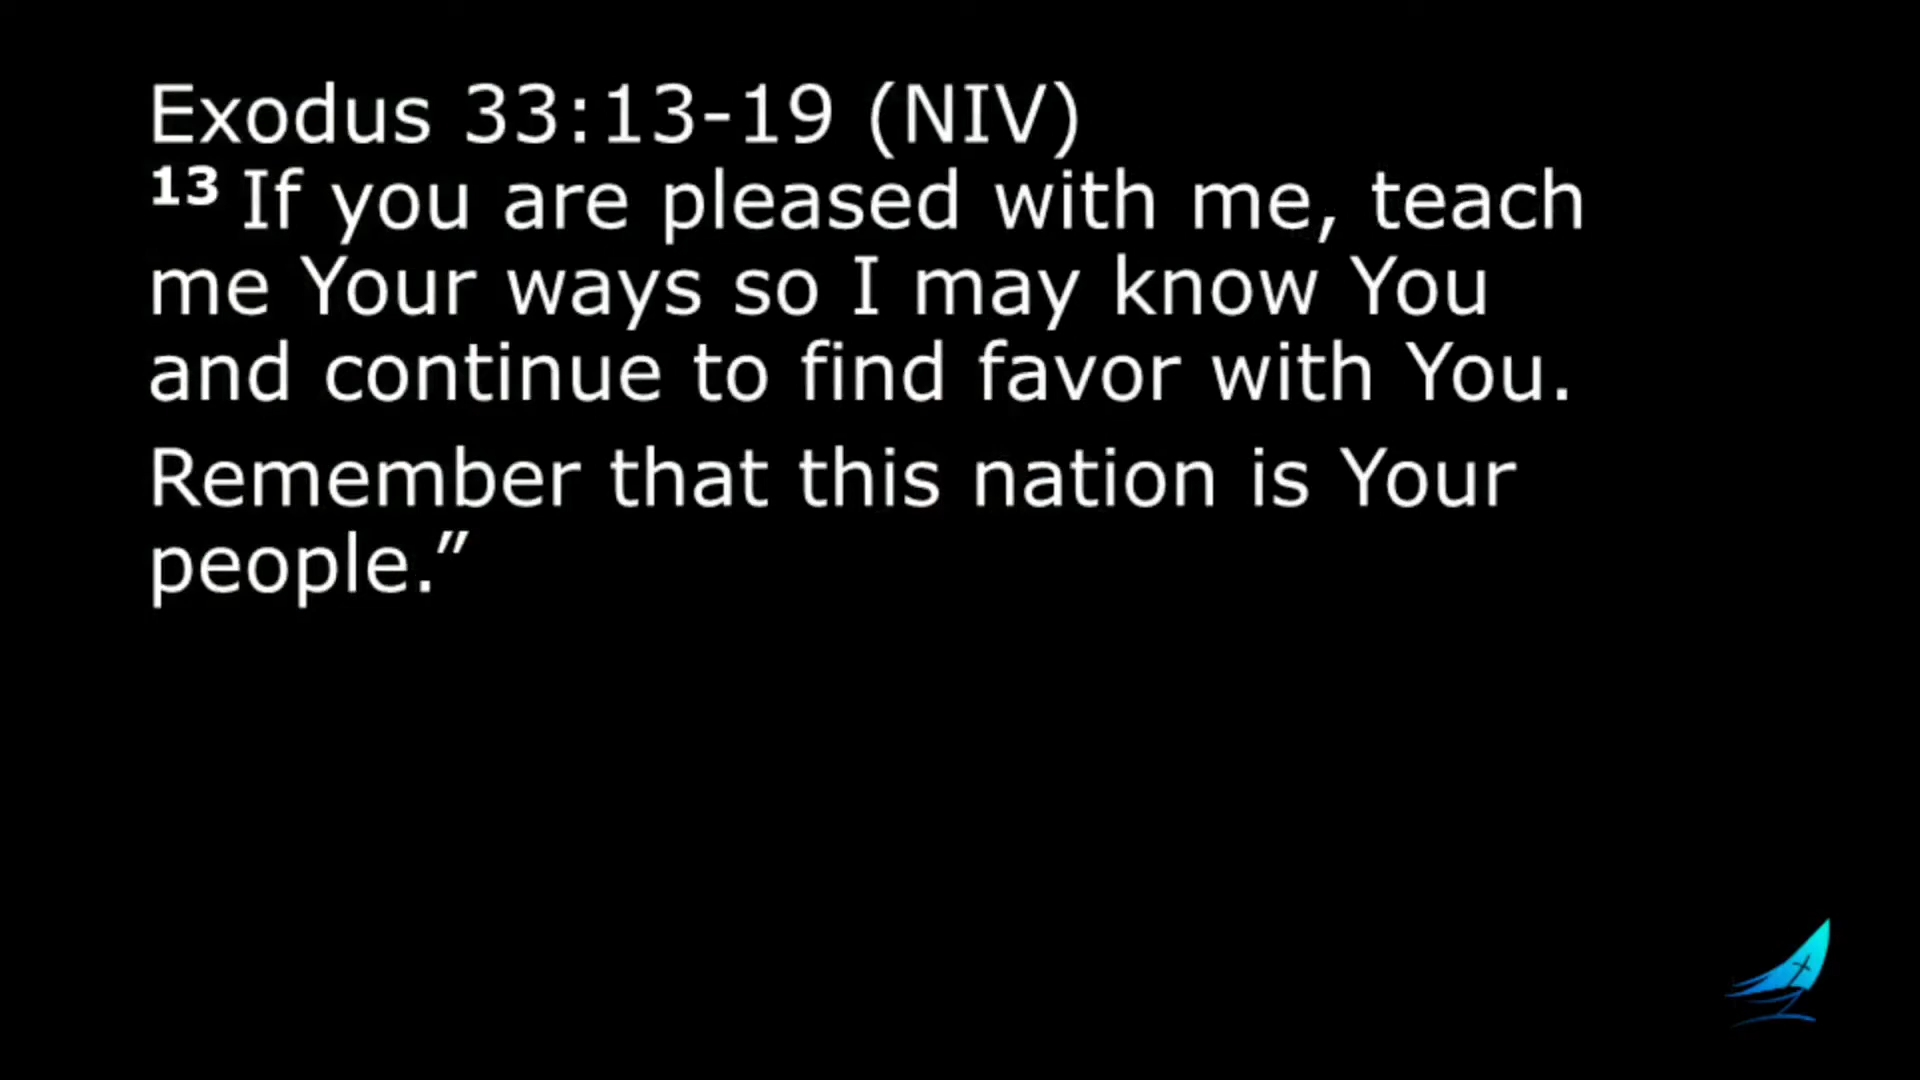 Exodus 33:13-19 (NIV)
13 If you are pleased with me, teach
me Your ways so I may know You
and continue to find favor with You.
Remember that this nation is Your
people.”